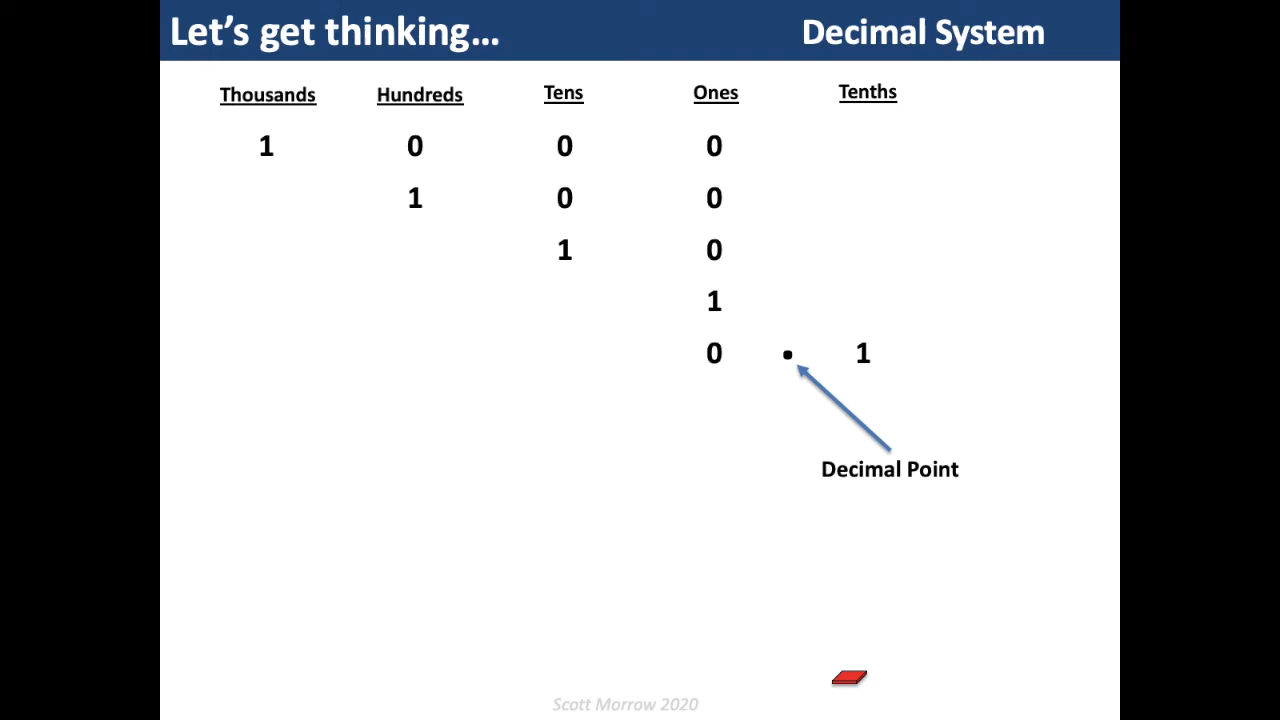 Let's get thinking... Decimal System
Thousands Hundreds Tens Ones Tenths
1 0 0 0
1 0 0
1 0
1
0 . 1
Decimal Point
Scott Morrow 2020